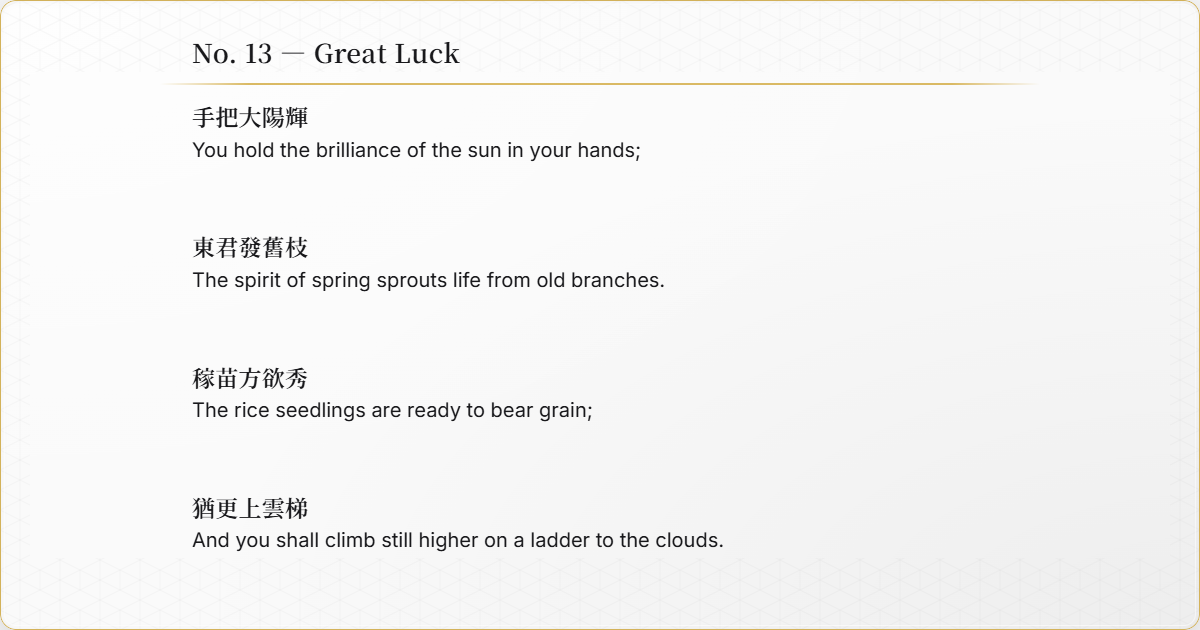 No. 13 — Great Luck
手把大陽輝
You hold the brilliance of the sun in your hands;
東君發舊枝
The spirit of spring sprouts life from old branches.
稼苗方欲秀
The rice seedlings are ready to bear grain;
猶更上雲梯
And you shall climb still higher on a ladder to the clouds.